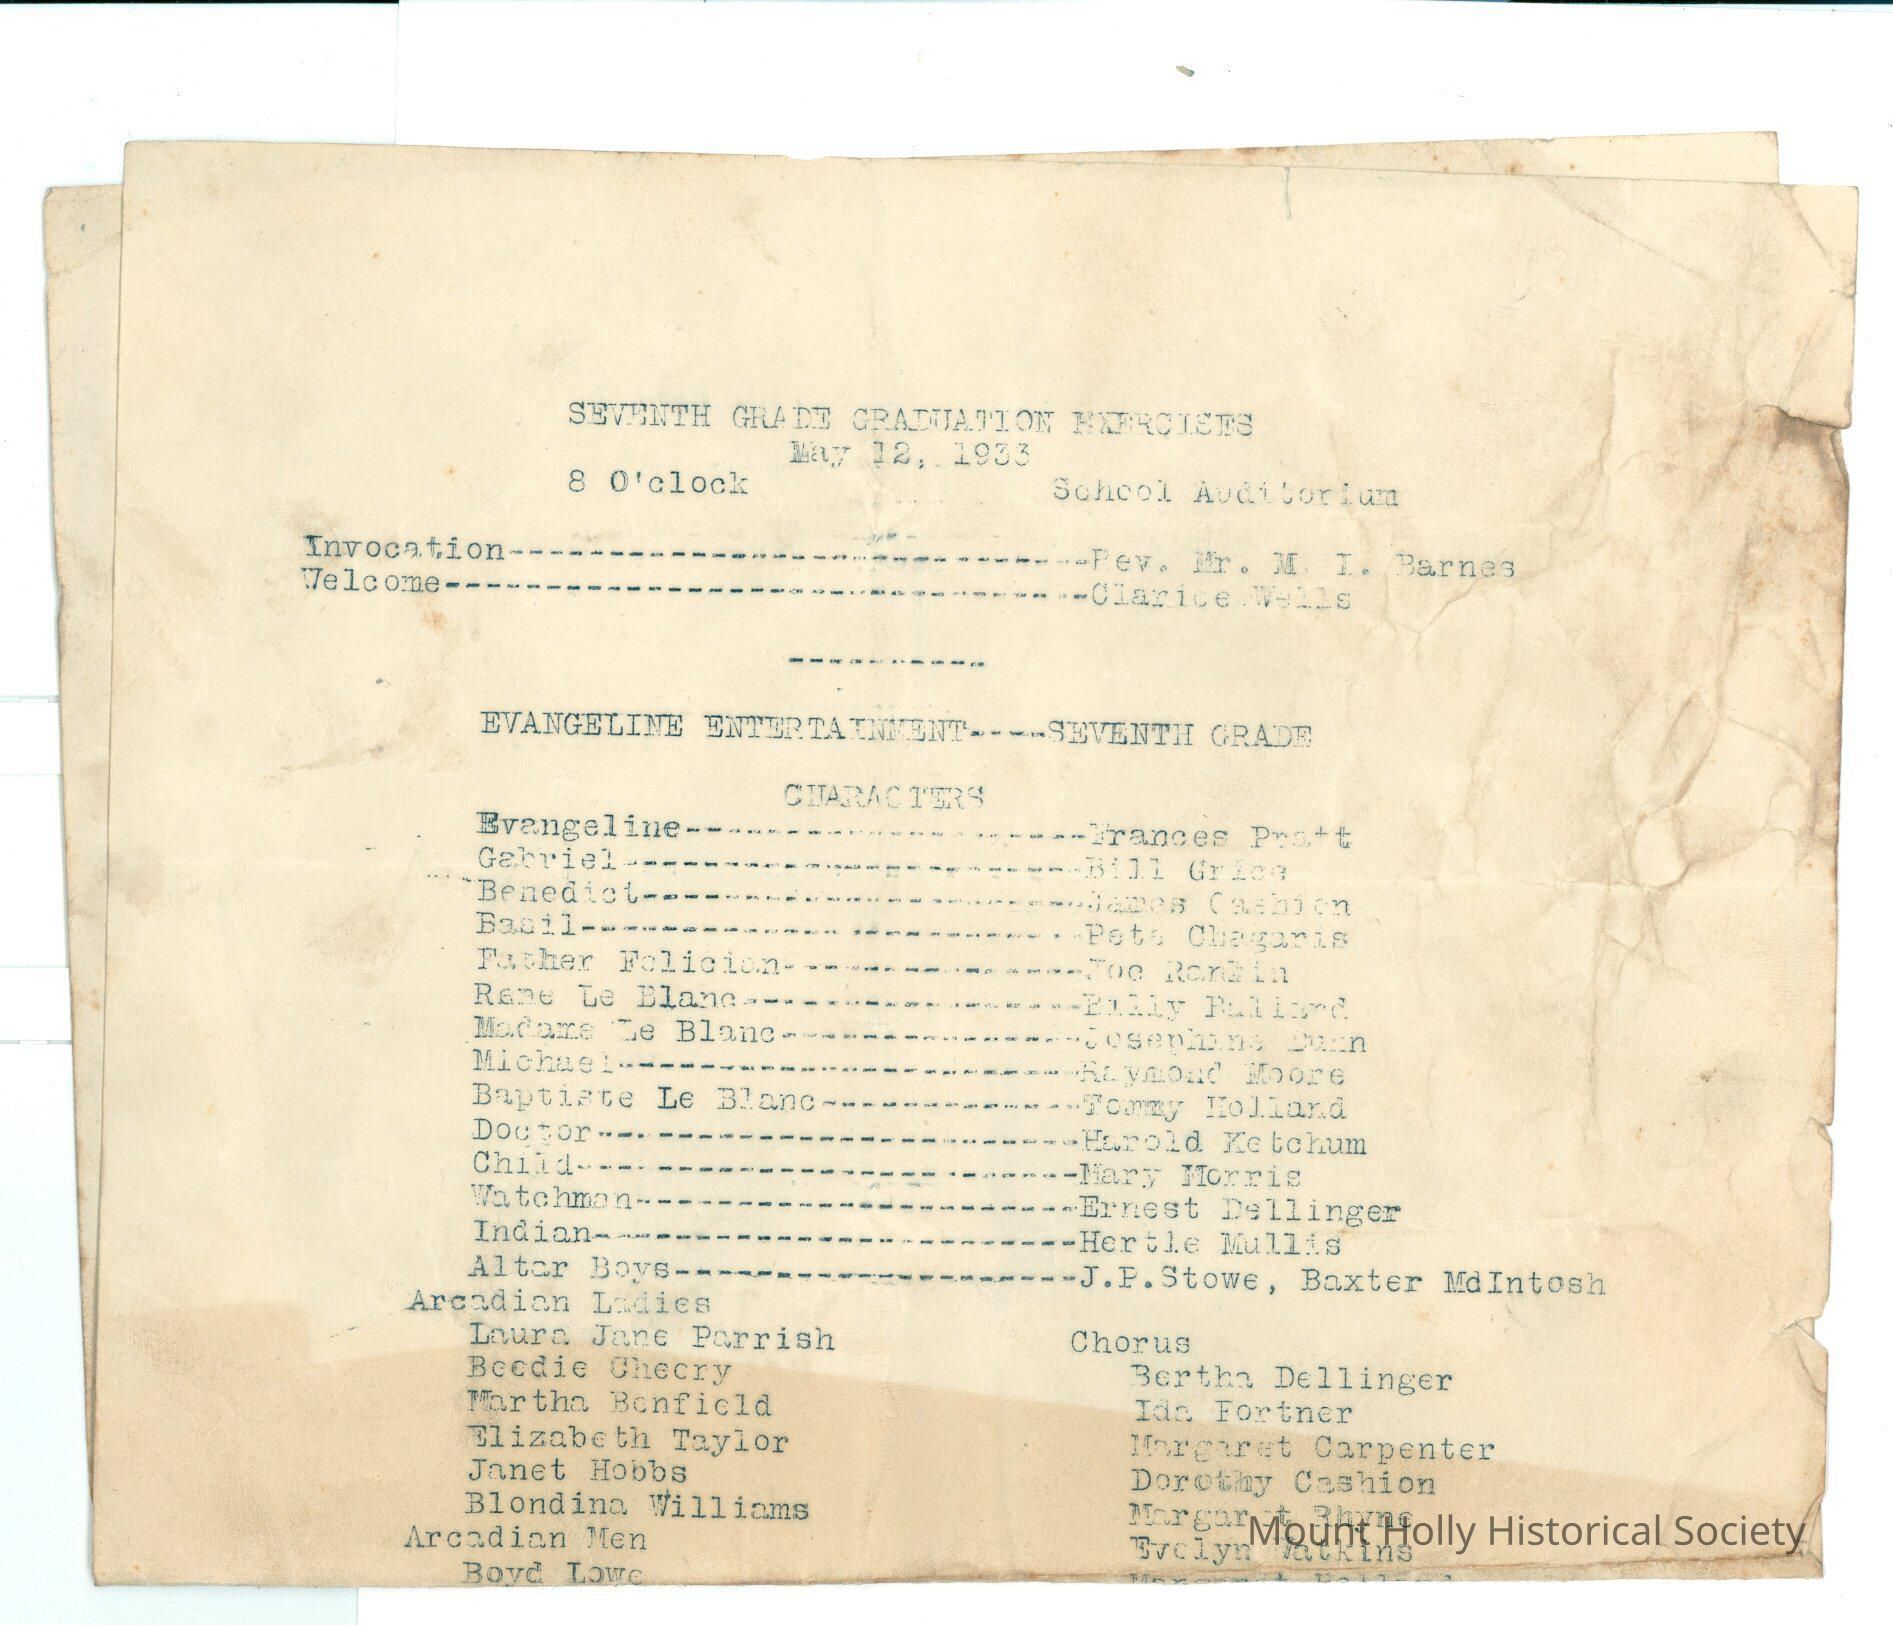 SEVENTH GRADE GRADUATION EXERCISES
May 12, 1933
8 O'clock School Auditorium
Invocation----------------------------Rev. Mr. M. I. Barnes
Welcome-------------------------------Clarice Wells
----------
EVANGELINE ENTERTAINMENT----SEVENTH GRADE
CHARACTERS
Evangeline--------------------Frances Pratt
Gabriel-----------------------Bill Grice
Benedict----------------------James Cashion
Basil-------------------------Pete Chagaris
Father Felician---------------Joe Rankin
Rene Le Blanc-----------------Billy Ballard
Madame Le Blanc---------------Josephine Dunn
Michael-----------------------Raymond Moore
Baptiste Le Blanc-------------Tommy Holland
Doctor------------------------Harold Ketchum
Child-------------------------Mary Morris
Watchman----------------------Ernest Dellinger
Indian------------------------Hertle Mullis
Altar Boys--------------------J.P.Stowe, Baxter MdIntosh
Arcadian Ladies
Laura Jane Parrish Chorus
Beedie Cheery Bertha Dellinger
Martha Benfield Ida Fortner
Elizabeth Taylor Margaret Carpenter
Janet Hobbs Dorothy Cashion
Blondina Williams Margaret Rhyne
Arcadian Men Evelyn Watkins
Boyd Lowe Margaret
Mount Holly Historical Society